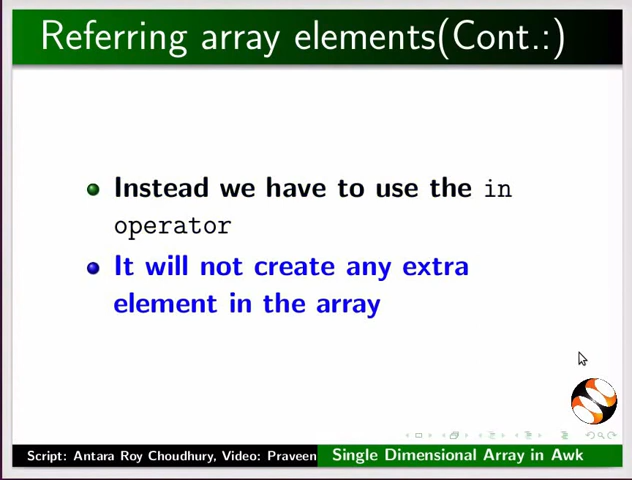 Referring array elements(Cont.:)
Instead we have to use the in
operator
It will not create any extra
element in the array
Script: Antara Roy Choudhury, Video: Praveen
Single Dimensional Array in Awk